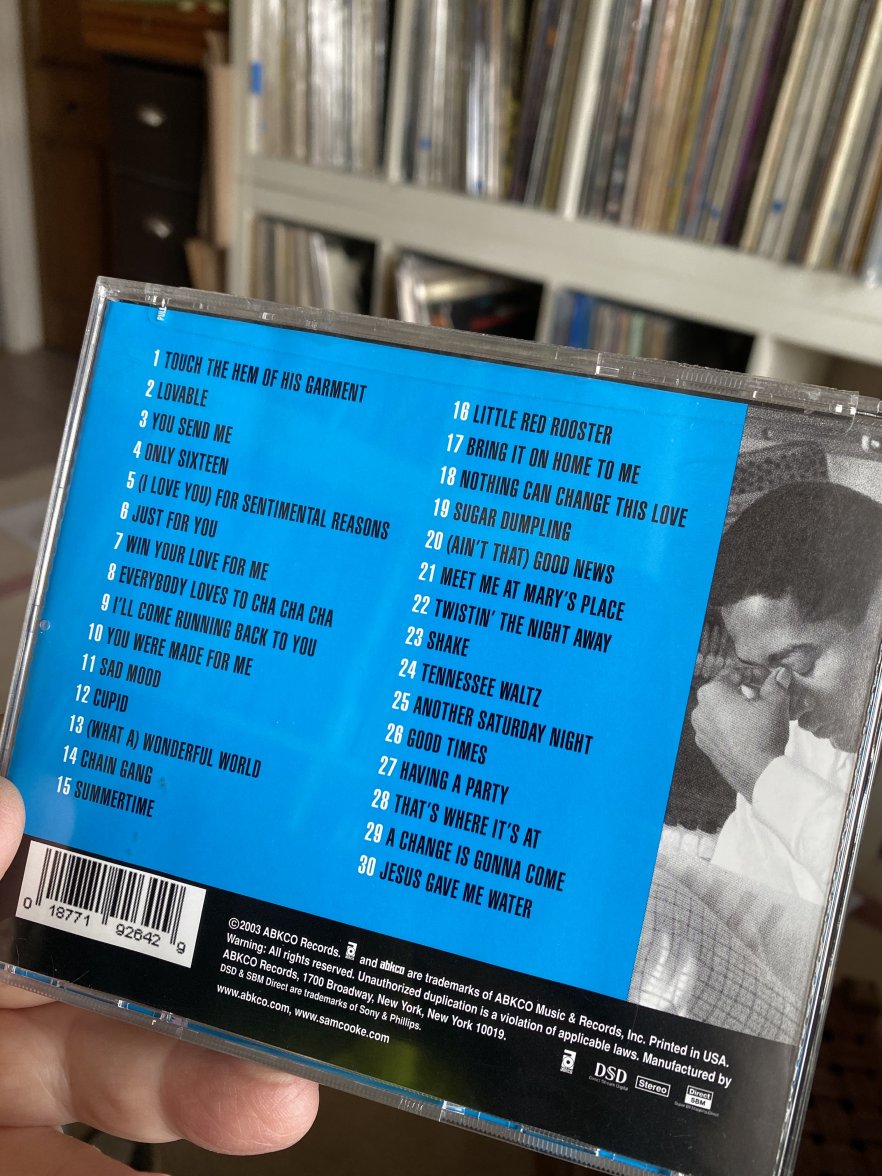 PULL
1 TOUCH THE HEM OF HIS GARMENT
2 LOVABLE
3 YOU SEND ME
4 ONLY SIXTEEN
5 (I LOVE YOU) FOR SENTIMENTAL REASONS
6 JUST FOR YOU
7 WIN YOUR LOVE FOR ME
8 EVERYBODY LOVES TO CHA CHA CHA
9 I'LL COME RUNNING BACK TO YOU
10 YOU WERE MADE FOR ME
11 SAD MOOD
12 CUPID
13 (WHAT A) WONDERFUL WORLD
14 CHAIN GANG
15 SUMMERTIME
16 LITTLE RED ROOSTER
17 BRING IT ON HOME TO ME
18 NOTHING CAN CHANGE THIS LOVE
19 SUGAR DUMPLING
20 (AIN'T THAT) GOOD NEWS
21 MEET ME AT MARY'S PLACE
22 TWISTIN' THE NIGHT AWAY
23 SHAKE
24 TENNESSEE WALTZ
25 ANOTHER SATURDAY NIGHT
26 GOOD TIMES
27 HAVING A PARTY
28 THAT'S WHERE IT'S AT
29 A CHANGE IS GONNA COME
30 JESUS GAVE ME WATER
0 18771 92642 9
©2003 ABKCO Records. a and abkco are trademarks of ABKCO Music & Records, Inc. Printed in USA.
Warning: All rights reserved. Unauthorized duplication is a violation of applicable laws. Manufactured by
ABKCO Records, 1700 Broadway, New York, New York 10019.
DSD & SBM Direct are trademarks of Sony & Phillips.
www.abkco.com, www.samcooke.com
DSD
Direct Stream Digital
Stereo
Direct
SBM